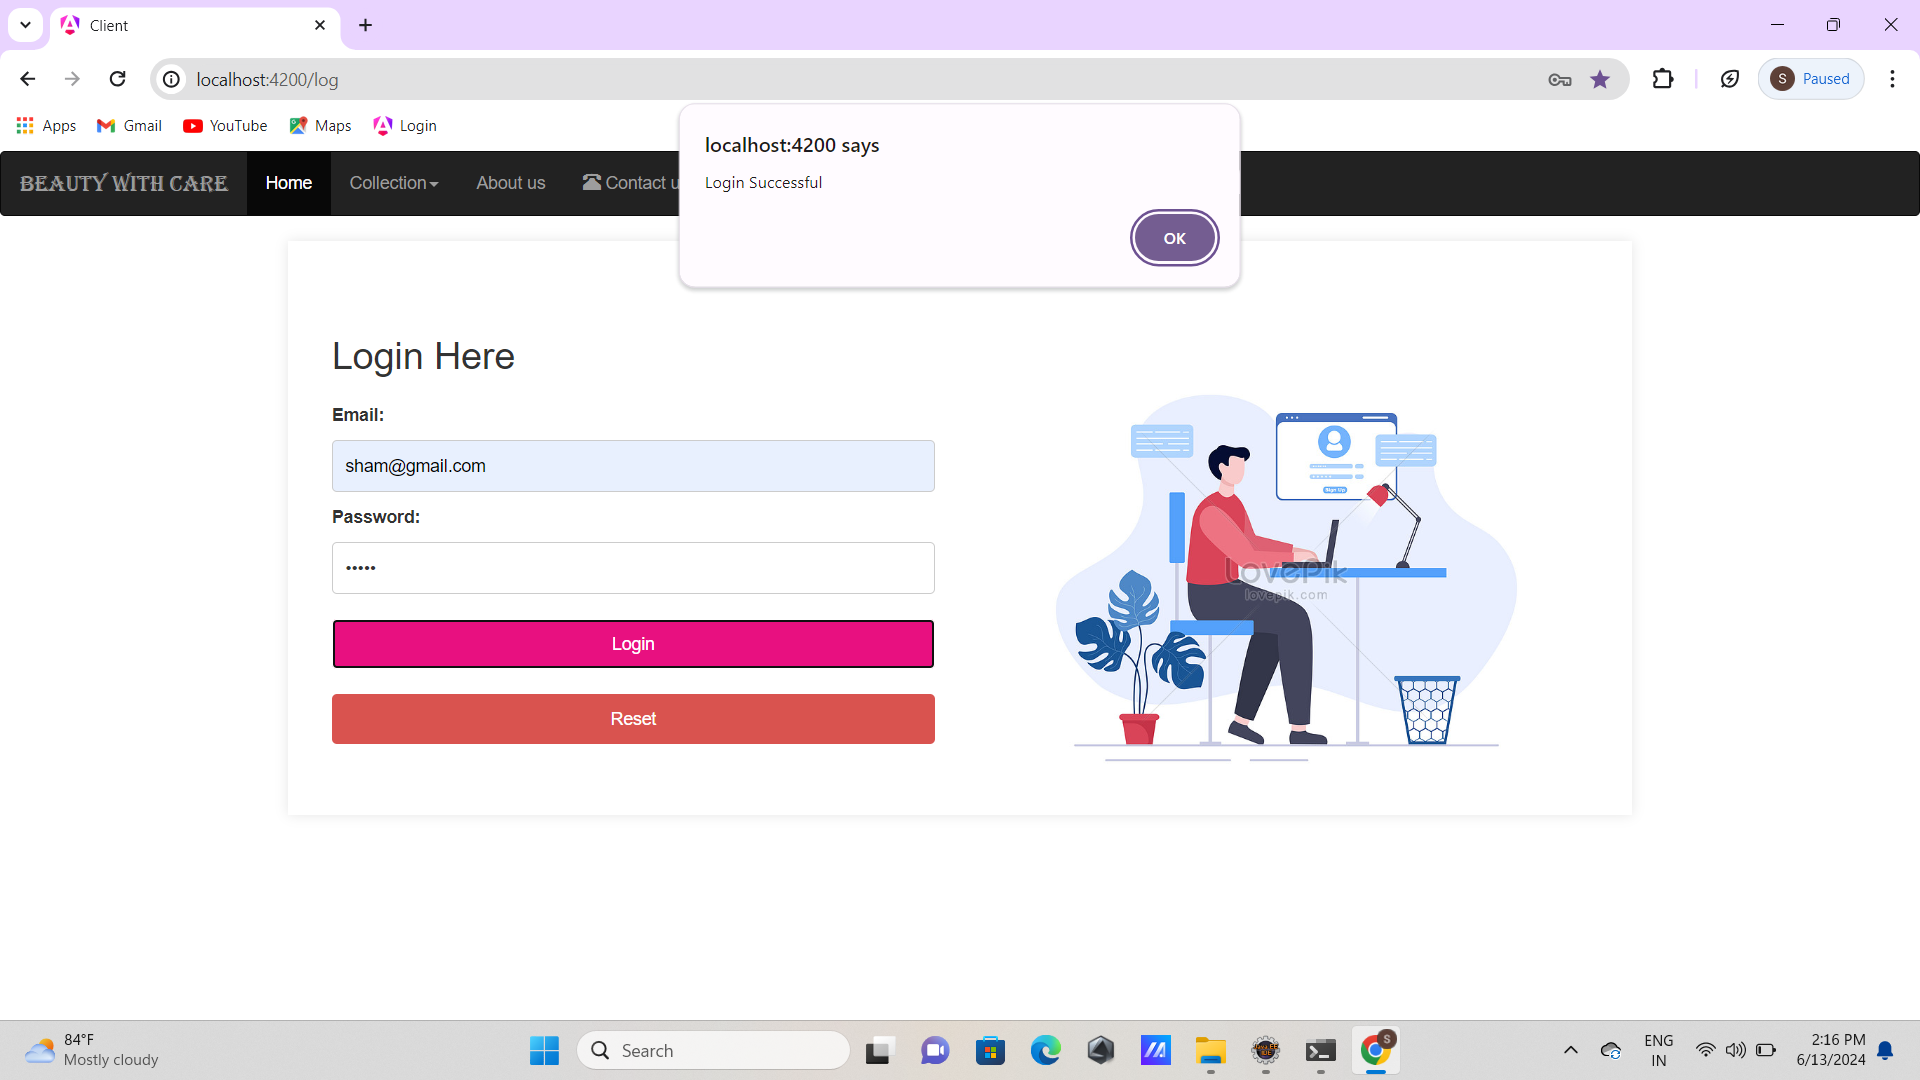 Client
localhost:4200/log
Paused
S
Apps
Gmail
YouTube
Maps
Login
localhost:4200 says
Login Successful
OK
BEAUTY WITH CARE
Home
Collection
About us
Contact u
Login Here
Email:
sham@gmail.com
Password:
•••••
Login
Reset
Sign Up
LovePik
lovepik.com
84°F
Mostly cloudy
Search
S
ENG
IN
2:16 PM
6/13/2024